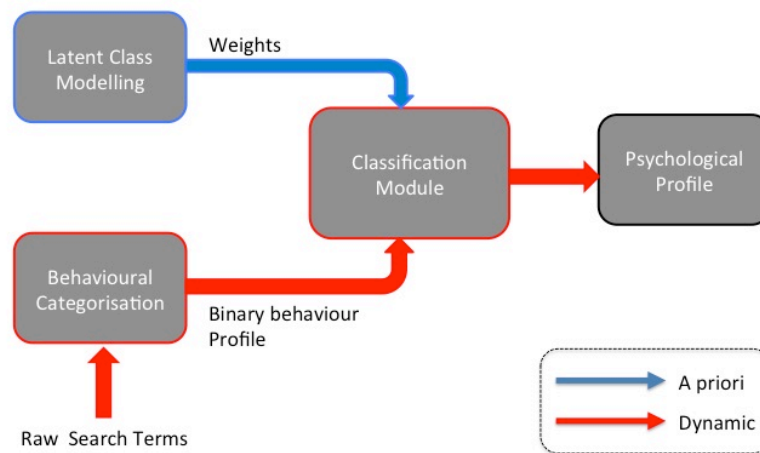 Latent Class
Modelling
Weights
Classification
Module
Psychological
Profile
Behavioural
Categorisation
Binary behaviour
Profile
Raw Search Terms
A priori
Dynamic